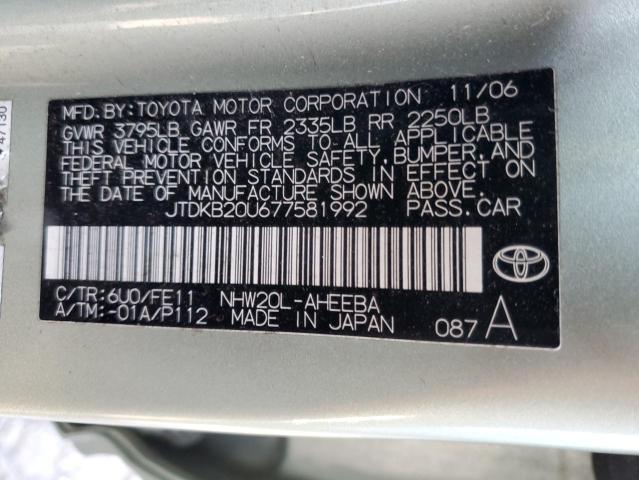 MFD. BY: TOYOTA MOTOR CORPORATION 11/06
GVWR 3795LB GAWR FR 2335LB RR 2250LB
THIS VEHICLE CONFORMS TO ALL APPLICABLE
FEDERAL MOTOR VEHICLE SAFETY, BUMPER, AND
THEFT PREVENTION STANDARDS IN EFFECT ON
THE DATE OF MANUFACTURE SHOWN ABOVE.
JTDKB20U677581992 PASS. CAR
C/TR: 6U0/FE11 NHW20L-AHEEBA
A/TM: -01A/P112 MADE IN JAPAN 087A
47130